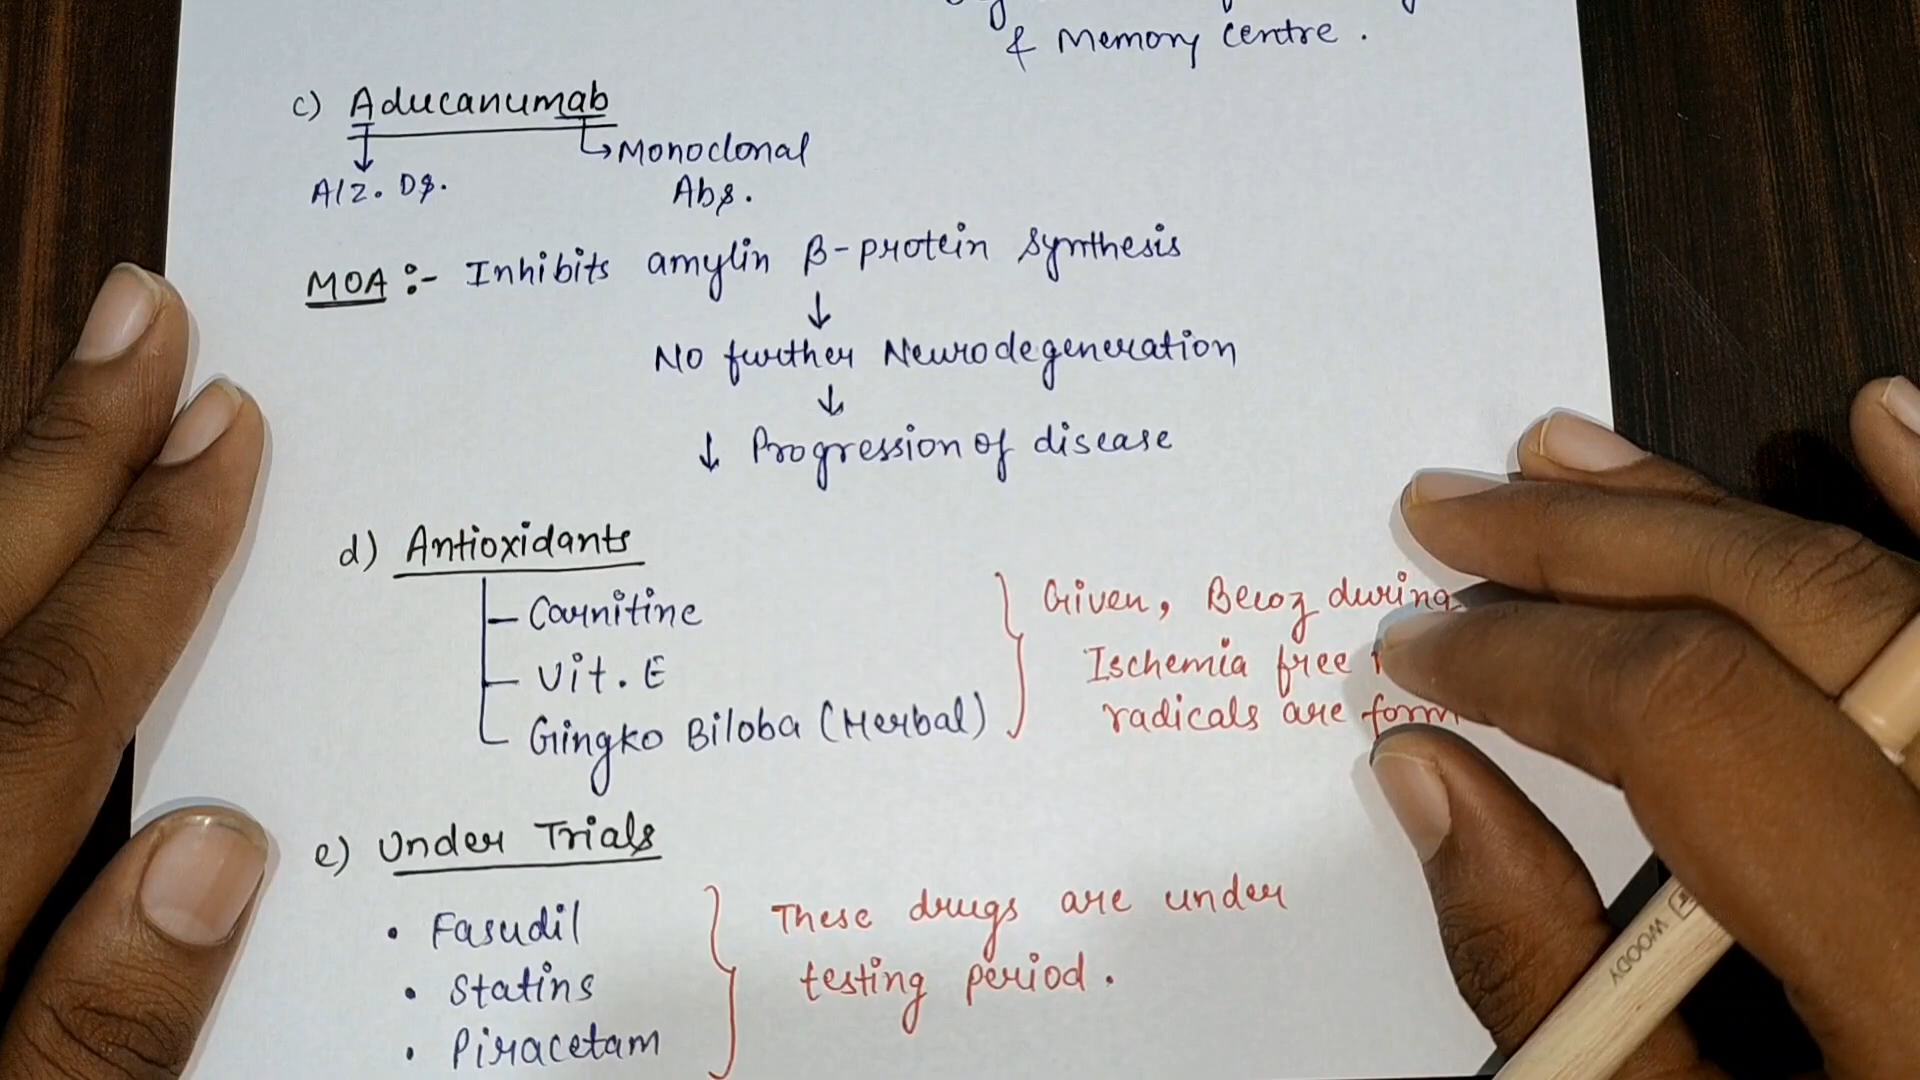 & Memory centre.
c) Aducanumab
Monoclonal
Alz. Ds.
Abs.
MOA :- Inhibits amylin β-protein synthesis
↓
No further Neurodegeneration
↓
↓ Progression of disease
d) Antioxidants
Carnitine
Vit. E
Gingko Biloba (Herbal)
Given, Becoz during
Ischemia free
radicals are form
e) Under Trials
• Fasudil
• Statins
• Piracetam
These drugs are under
testing period.
WOODY